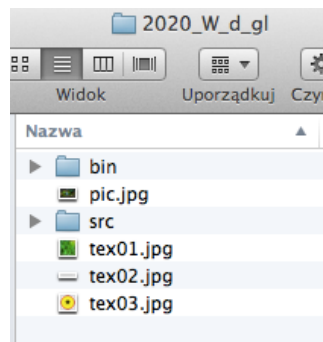 2020_W_d_gl
Widok Uporządkuj Czy
Nazwa
bin
pic.jpg
src
tex01.jpg
tex02.jpg
tex03.jpg